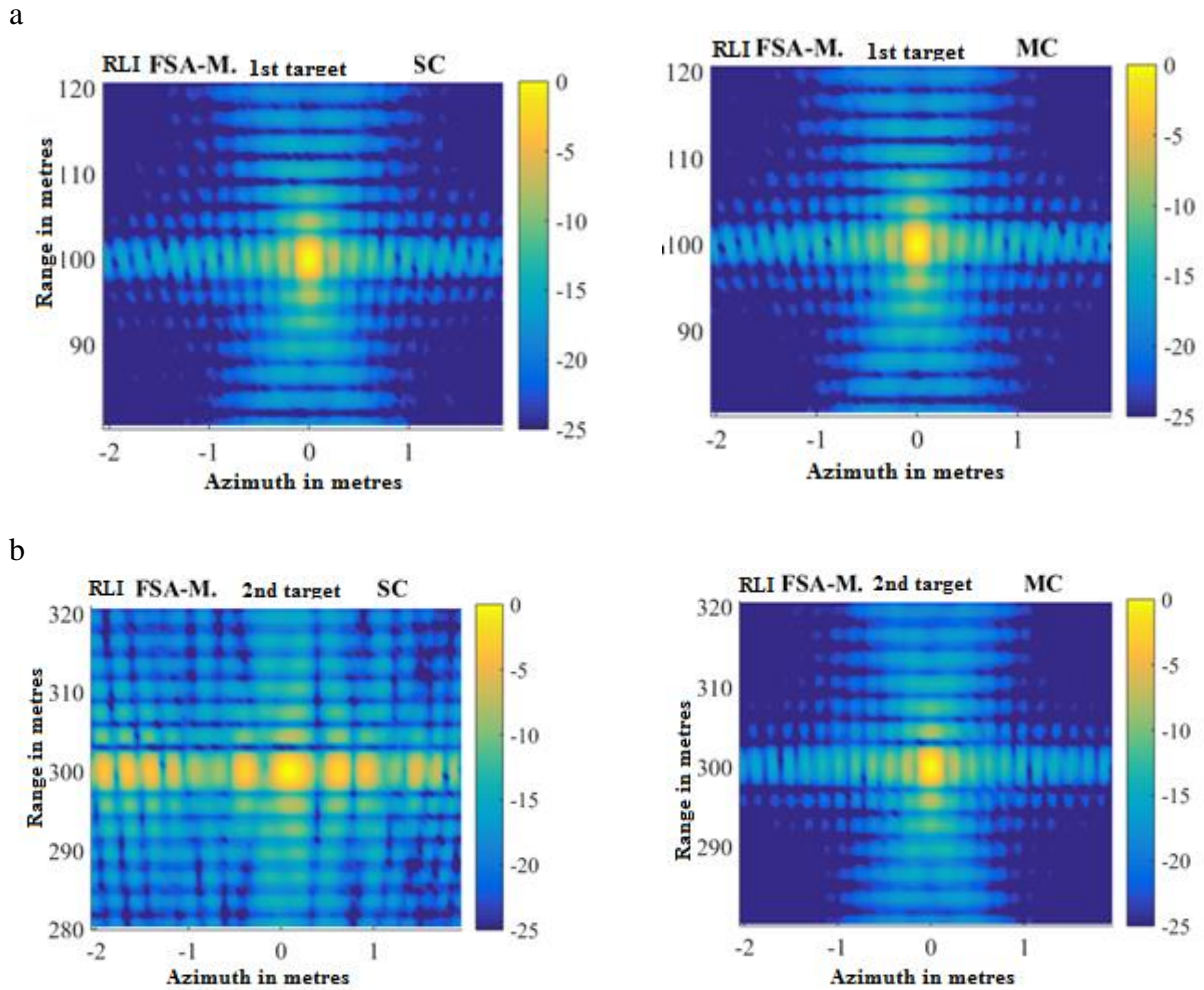 a
RLI FSA-M. 1st target SC
120
110
100
90
-2 -1 0 1
Range in metres
Azimuth in metres
0
-5
-10
-15
-20
-25
RLI FSA-M. 1st target MC
120
110
100
90
-2 -1 0 1
Azimuth in metres
0
-5
-10
-15
-20
-25
b
RLI FSA-M. 2nd target SC
320
310
300
290
280
-2 -1 0 1
Range in metres
Azimuth in metres
0
-5
-10
-15
-20
-25
RLI FSA-M. 2nd target MC
320
310
300
290
-2 -1 0 1
Range in metres
Azimuth in metres
0
-5
-10
-15
-20
-25